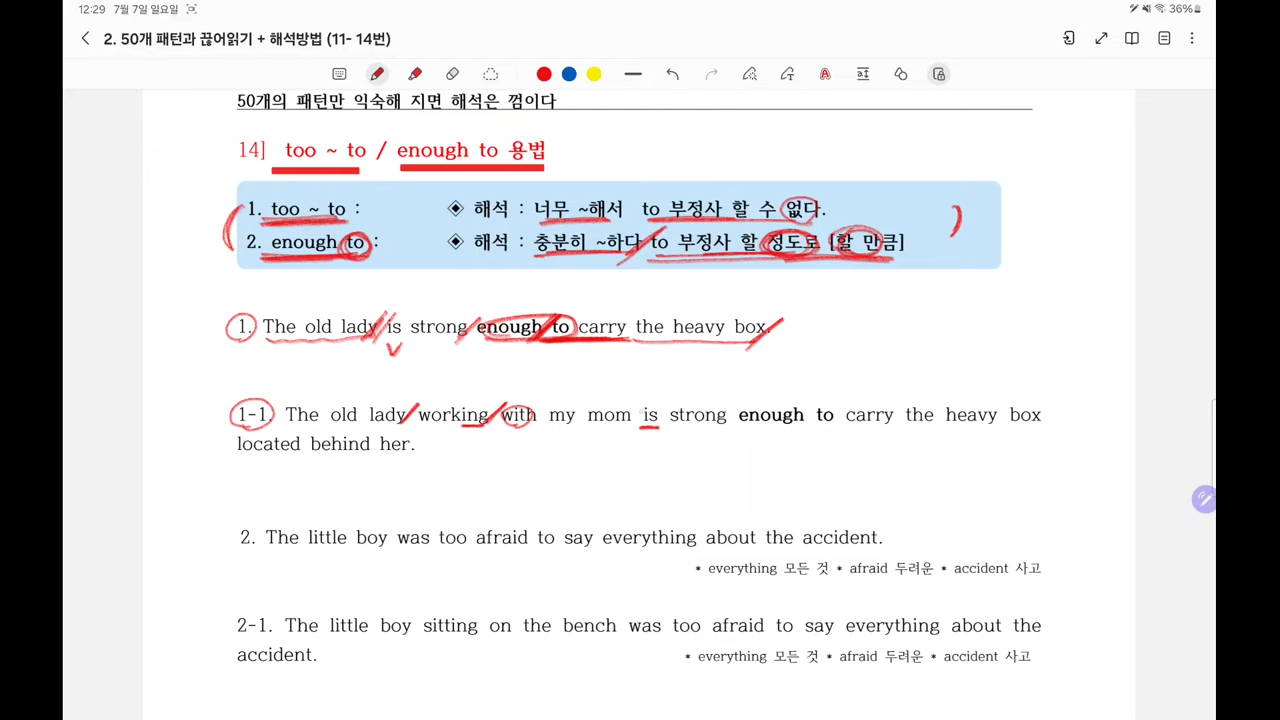 12:29 7월 7일 일요일 36%
2. 50개 패턴과 끊어읽기 + 해석방법 (11- 14번)
50개의 패턴만 익숙해 지면 해석은 껌이다
14] too ~ to / enough to 용법
1. too ~ to : ◈ 해석 : 너무 ~해서 to 부정사 할 수 없다.
2. enough to : ◈ 해석 : 충분히 ~하다 to 부정사 할 정도로 [할 만큼]
1. The old lady is strong enough to carry the heavy box.
v
1-1. The old lady working with my mom is strong enough to carry the heavy box
located behind her.
2. The little boy was too afraid to say everything about the accident.
* everything 모든 것 * afraid 두려운 * accident 사고
2-1. The little boy sitting on the bench was too afraid to say everything about the
accident. * everything 모든 것 * afraid 두려운 * accident 사고